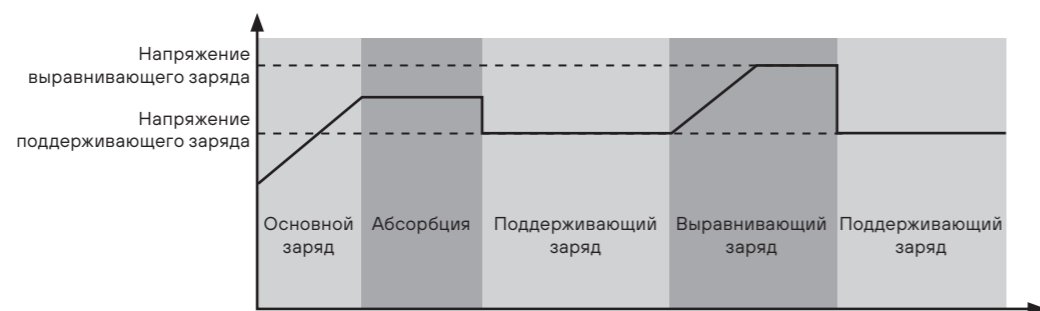 Напряжение
выравнивающего заряда
Напряжение
поддерживающего заряда
Основной
заряд
Абсорбция
Поддерживающий
заряд
Выравнивающий
заряд
Поддерживающий
заряд